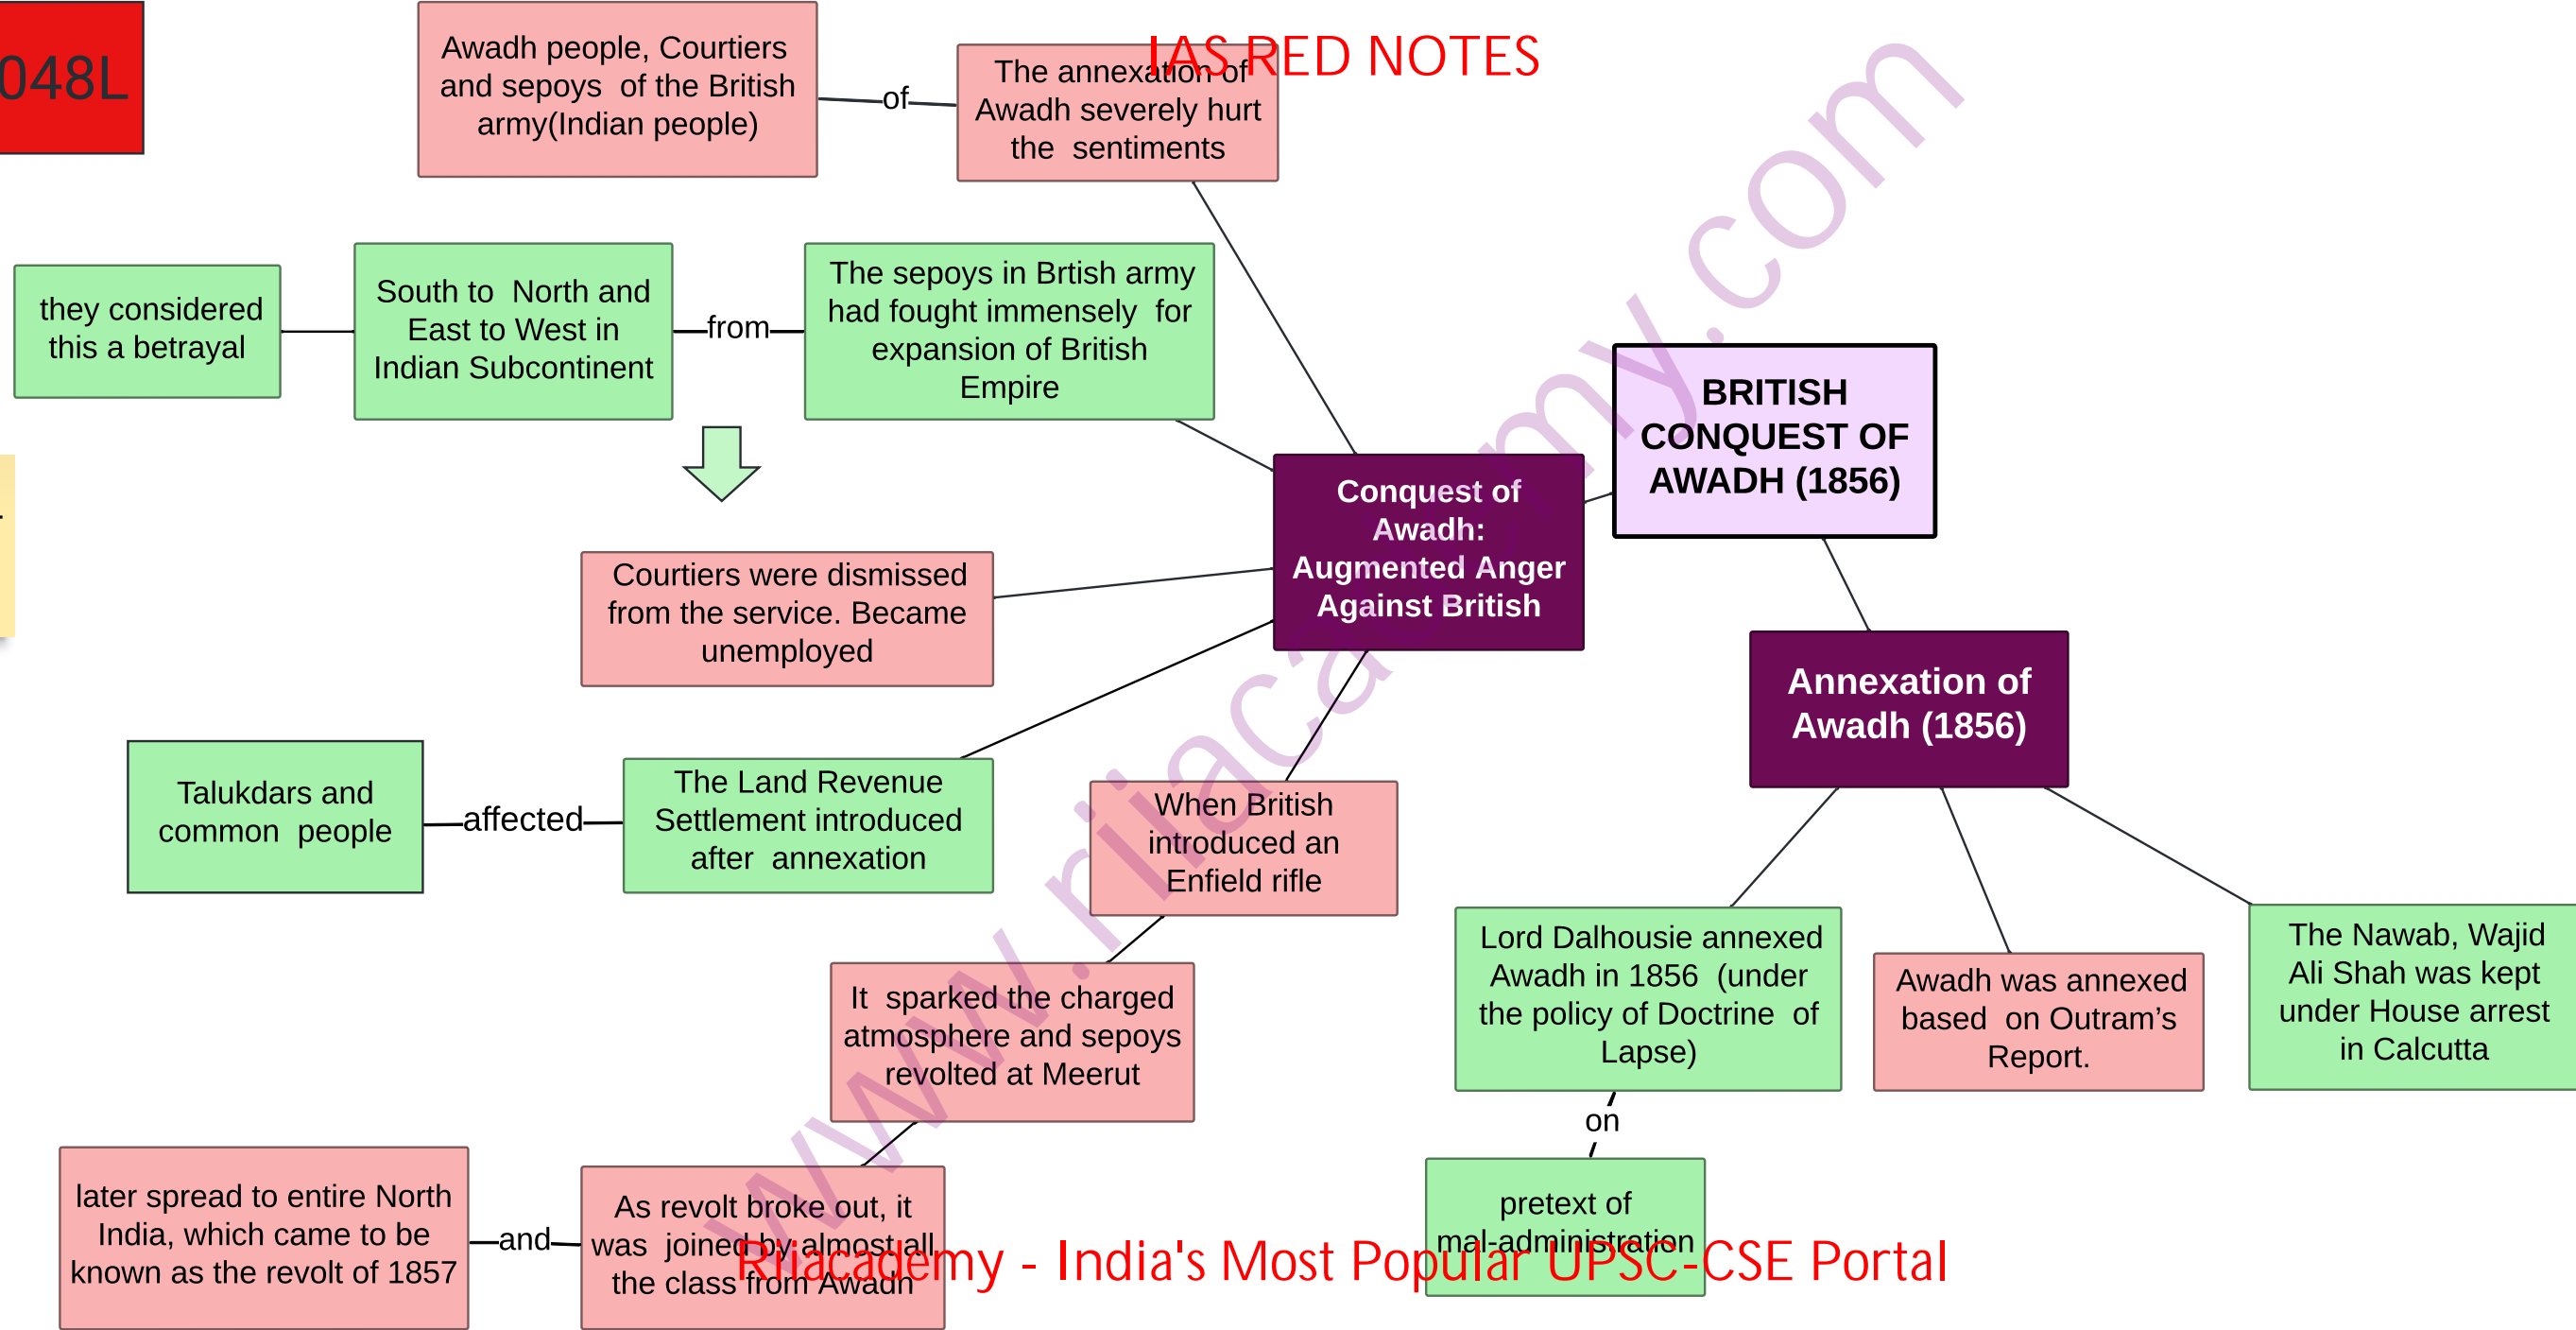 048L
IAS RED NOTES
Awadh people, Courtiers
and sepoys of the British
army(Indian people)
of
The annexation of
Awadh severely hurt
the sentiments
they considered
this a betrayal
South to North and
East to West in
Indian Subcontinent
from
The sepoys in Brtish army
had fought immensely for
expansion of British
Empire
BRITISH
CONQUEST OF
AWADH (1856)
Conquest of
Awadh:
Augmented Anger
Against British
Courtiers were dismissed
from the service. Became
unemployed
Annexation of
Awadh (1856)
Talukdars and
common people
affected
The Land Revenue
Settlement introduced
after annexation
When British
introduced an
Enfield rifle
Lord Dalhousie annexed
Awadh in 1856 (under
the policy of Doctrine of
Lapse)
Awadh was annexed
based on Outram’s
Report.
The Nawab, Wajid
Ali Shah was kept
under House arrest
in Calcutta
It sparked the charged
atmosphere and sepoys
revolted at Meerut
on
pretext of
mal-administration
later spread to entire North
India, which came to be
known as the revolt of 1857
and
As revolt broke out, it
was joined by almost all
the class from Awadh
Rilacademy - India's Most Popular UPSC-CSE Portal